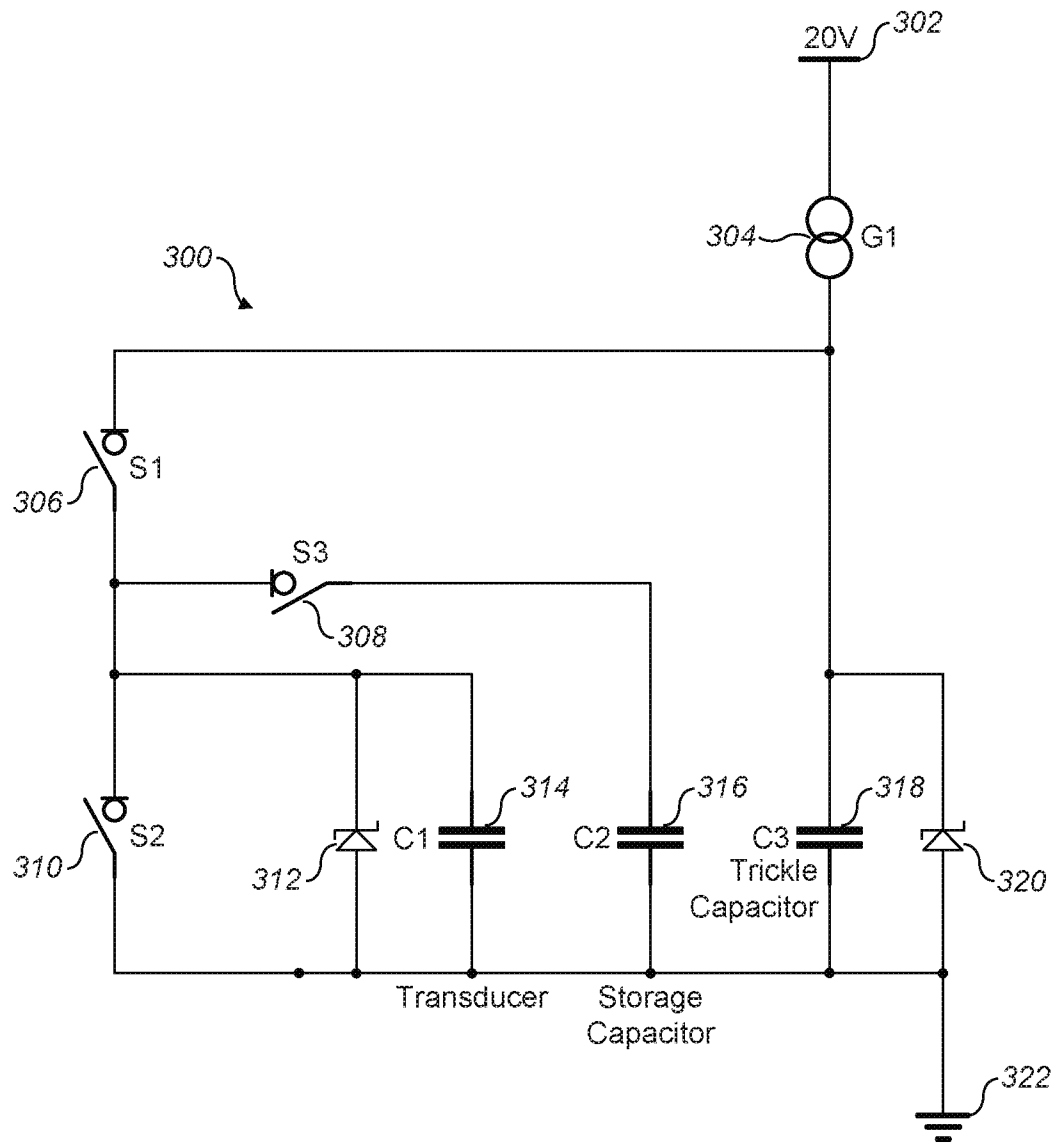 20V
302
304
G1
300
S1
306
S3
308
S2
310
312
C1
314
C2
316
C3
318
Trickle
Capacitor
320
Transducer
Storage
Capacitor
322